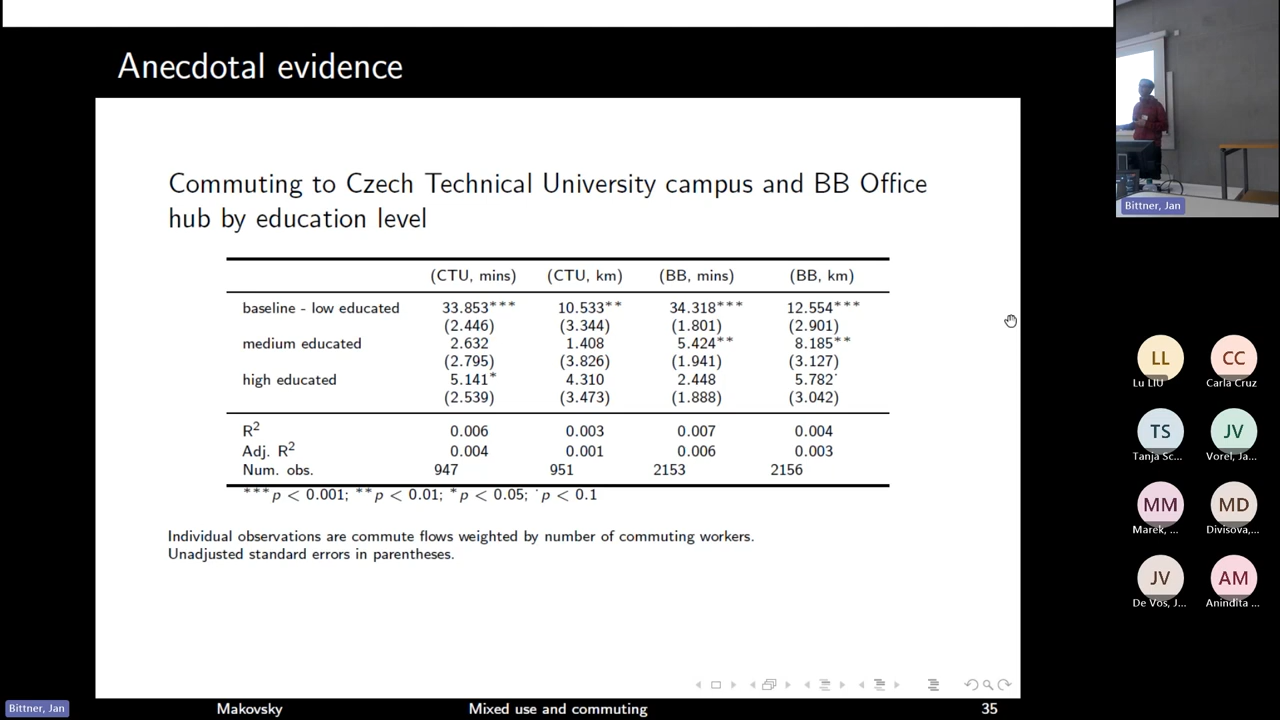 Anecdotal evidence
Commuting to Czech Technical University campus and BB Office
hub by education level
(CTU, mins) (CTU, km) (BB, mins) (BB, km)
baseline - low educated 33.853*** 10.533** 34.318*** 12.554***
(2.446) (3.344) (1.801) (2.901)
medium educated 2.632 1.408 5.424** 8.185**
(2.795) (3.826) (1.941) (3.127)
high educated 5.141* 4.310 2.448 5.782·
(2.539) (3.473) (1.888) (3.042)
R² 0.006 0.003 0.007 0.004
Adj. R² 0.004 0.001 0.006 0.003
Num. obs. 947 951 2153 2156
***p < 0.001; **p < 0.01; *p < 0.05; ·p < 0.1
Individual observations are commute flows weighted by number of commuting workers.
Unadjusted standard errors in parentheses.
Bittner, Jan
Makovsky Mixed use and commuting 35
Bittner, Jan
LL CC
Lu LIU Carla Cruz
TS JV
Tanja Sc... Vorel, Ja...
MM MD
Marek, ... Divisova,...
JV AM
De Vos, J... Anindita ...